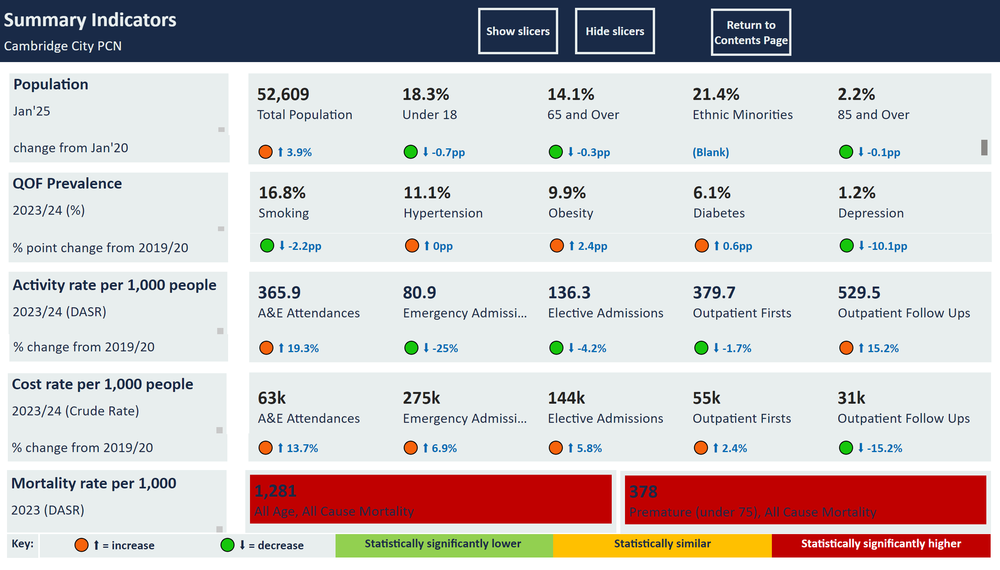 Summary Indicators
Cambridge City PCN
Show slicers
Hide slicers
Return to
Contents Page
Population
Jan'25
change from Jan'20
52,609
Total Population
⬆ 3.9%
18.3%
Under 18
⬇ -0.7pp
14.1%
65 and Over
⬇ -0.3pp
21.4%
Ethnic Minorities
(Blank)
2.2%
85 and Over
⬇ -0.1pp
QOF Prevalence
2023/24 (%)
% point change from 2019/20
16.8%
Smoking
⬇ -2.2pp
11.1%
Hypertension
⬆ 0pp
9.9%
Obesity
⬆ 2.4pp
6.1%
Diabetes
⬆ 0.6pp
1.2%
Depression
⬇ -10.1pp
Activity rate per 1,000 people
2023/24 (DASR)
% change from 2019/20
365.9
A&E Attendances
⬆ 19.3%
80.9
Emergency Admissi...
⬇ -25%
136.3
Elective Admissions
⬇ -4.2%
379.7
Outpatient Firsts
⬇ -1.7%
529.5
Outpatient Follow Ups
⬆ 15.2%
Cost rate per 1,000 people
2023/24 (Crude Rate)
% change from 2019/20
63k
A&E Attendances
⬆ 13.7%
275k
Emergency Admissi...
⬆ 6.9%
144k
Elective Admissions
⬆ 5.8%
55k
Outpatient Firsts
⬆ 2.4%
31k
Outpatient Follow Ups
⬇ -15.2%
Mortality rate per 1,000
2023 (DASR)
1,281
All Age, All Cause Mortality
378
Premature (under 75), All Cause Mortality
Key:
⬆ = increase
⬇ = decrease
Statistically significantly lower
Statistically similar
Statistically significantly higher